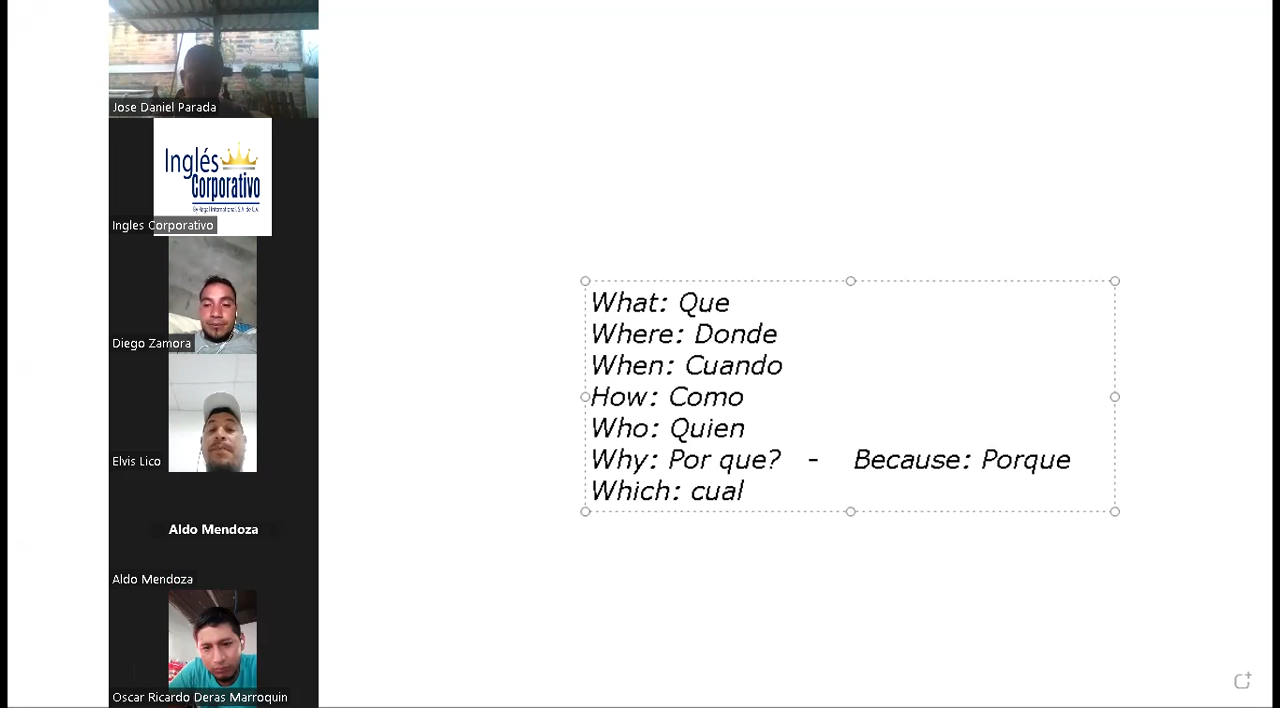 Jose Daniel Parada
Inglés
Corporativo
Ingles Corporativo
Diego Zamora
Elvis Lico
Aldo Mendoza
Aldo Mendoza
Oscar Ricardo Deras Marroquin
What: Que
Where: Donde
When: Cuando
How: Como
Who: Quien
Why: Por que? - Because: Porque
Which: cual